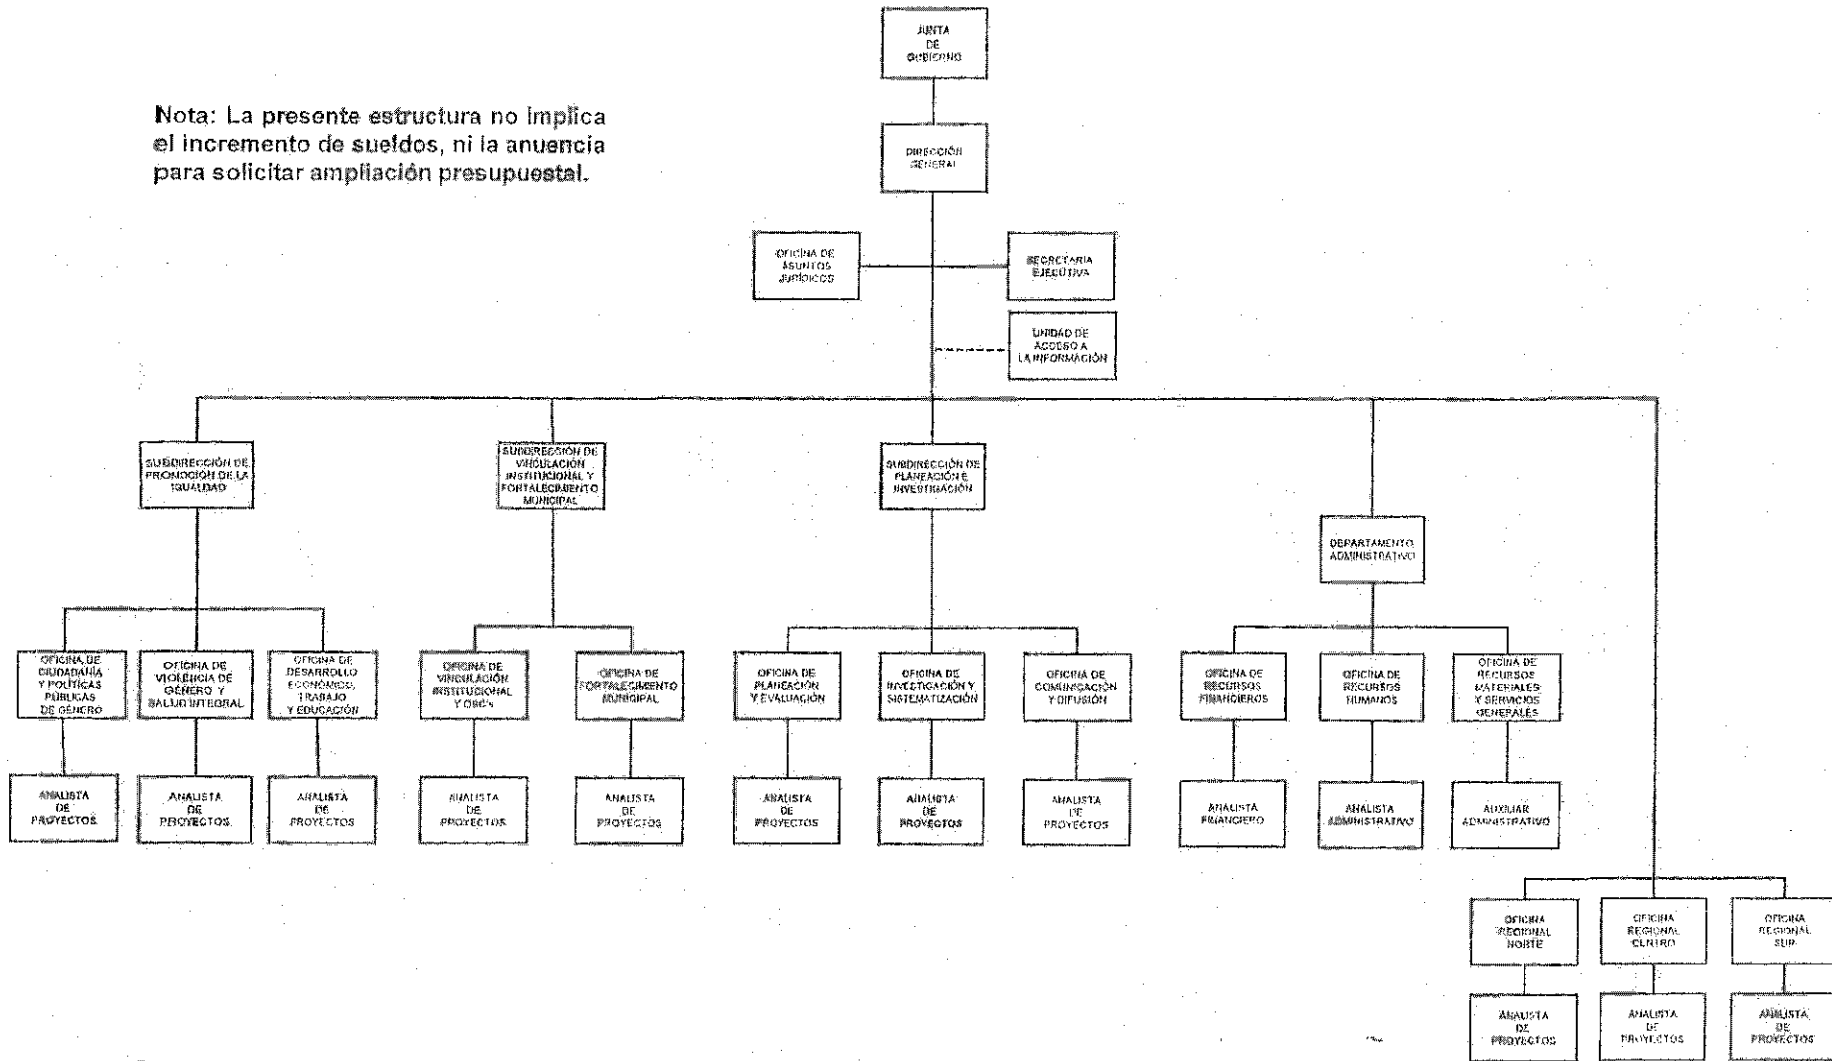 JUNTA
DE
GOBIERNO
Nota: La presente estructura no implica
el incremento de sueldos, ni la anuencia
para solicitar ampliación presupuestal.
DIRECCIÓN
GENERAL
OFICINA DE
ASUNTOS
JURÍDICOS
SECRETARIA
EJECUTIVA
UNIDAD DE
ACCESO A
LA INFORMACIÓN
SUBDIRECCIÓN DE
PROMOCIÓN DE LA
IGUALDAD
SUBDIRECCIÓN DE
VINCULACIÓN
INSTITUCIONAL Y
FORTALECIMIENTO
MUNICIPAL
SUBDIRECCIÓN DE
PLANEACIÓN E
INVESTIGACIÓN
DEPARTAMENTO
ADMINISTRATIVO
OFICINA DE
CIUDADANÍA
Y POLÍTICAS
PÚBLICAS
DE GÉNERO
OFICINA DE
VIOLENCIA DE
GÉNERO Y
SALUD INTEGRAL
OFICINA DE
DESARROLLO
ECONÓMICO,
TRABAJO
Y EDUCACIÓN
OFICINA DE
VINCULACIÓN
INSTITUCIONAL
Y OSC's
OFICINA DE
FORTALECIMIENTO
MUNICIPAL
OFICINA DE
PLANEACIÓN
Y EVALUACIÓN
OFICINA DE
INVESTIGACIÓN Y
SISTEMATIZACIÓN
OFICINA DE
COMUNICACIÓN
Y DIFUSIÓN
OFICINA DE
RECURSOS
FINANCIEROS
OFICINA DE
RECURSOS
HUMANOS
OFICINA DE
RECURSOS
MATERIALES
Y SERVICIOS
GENERALES
ANALISTA
DE
PROYECTOS
ANALISTA
DE
PROYECTOS
ANALISTA
DE
PROYECTOS
ANALISTA
DE
PROYECTOS
ANALISTA
DE
PROYECTOS
ANALISTA
DE
PROYECTOS
ANALISTA
DE
PROYECTOS
ANALISTA
DE
PROYECTOS
ANALISTA
FINANCIERO
ANALISTA
ADMINISTRATIVO
AUXILIAR
ADMINISTRATIVO
OFICINA
REGIONAL
NORTE
OFICINA
REGIONAL
CENTRO
OFICINA
REGIONAL
SUR
ANALISTA
DE
PROYECTOS
ANALISTA
DE
PROYECTOS
ANALISTA
DE
PROYECTOS